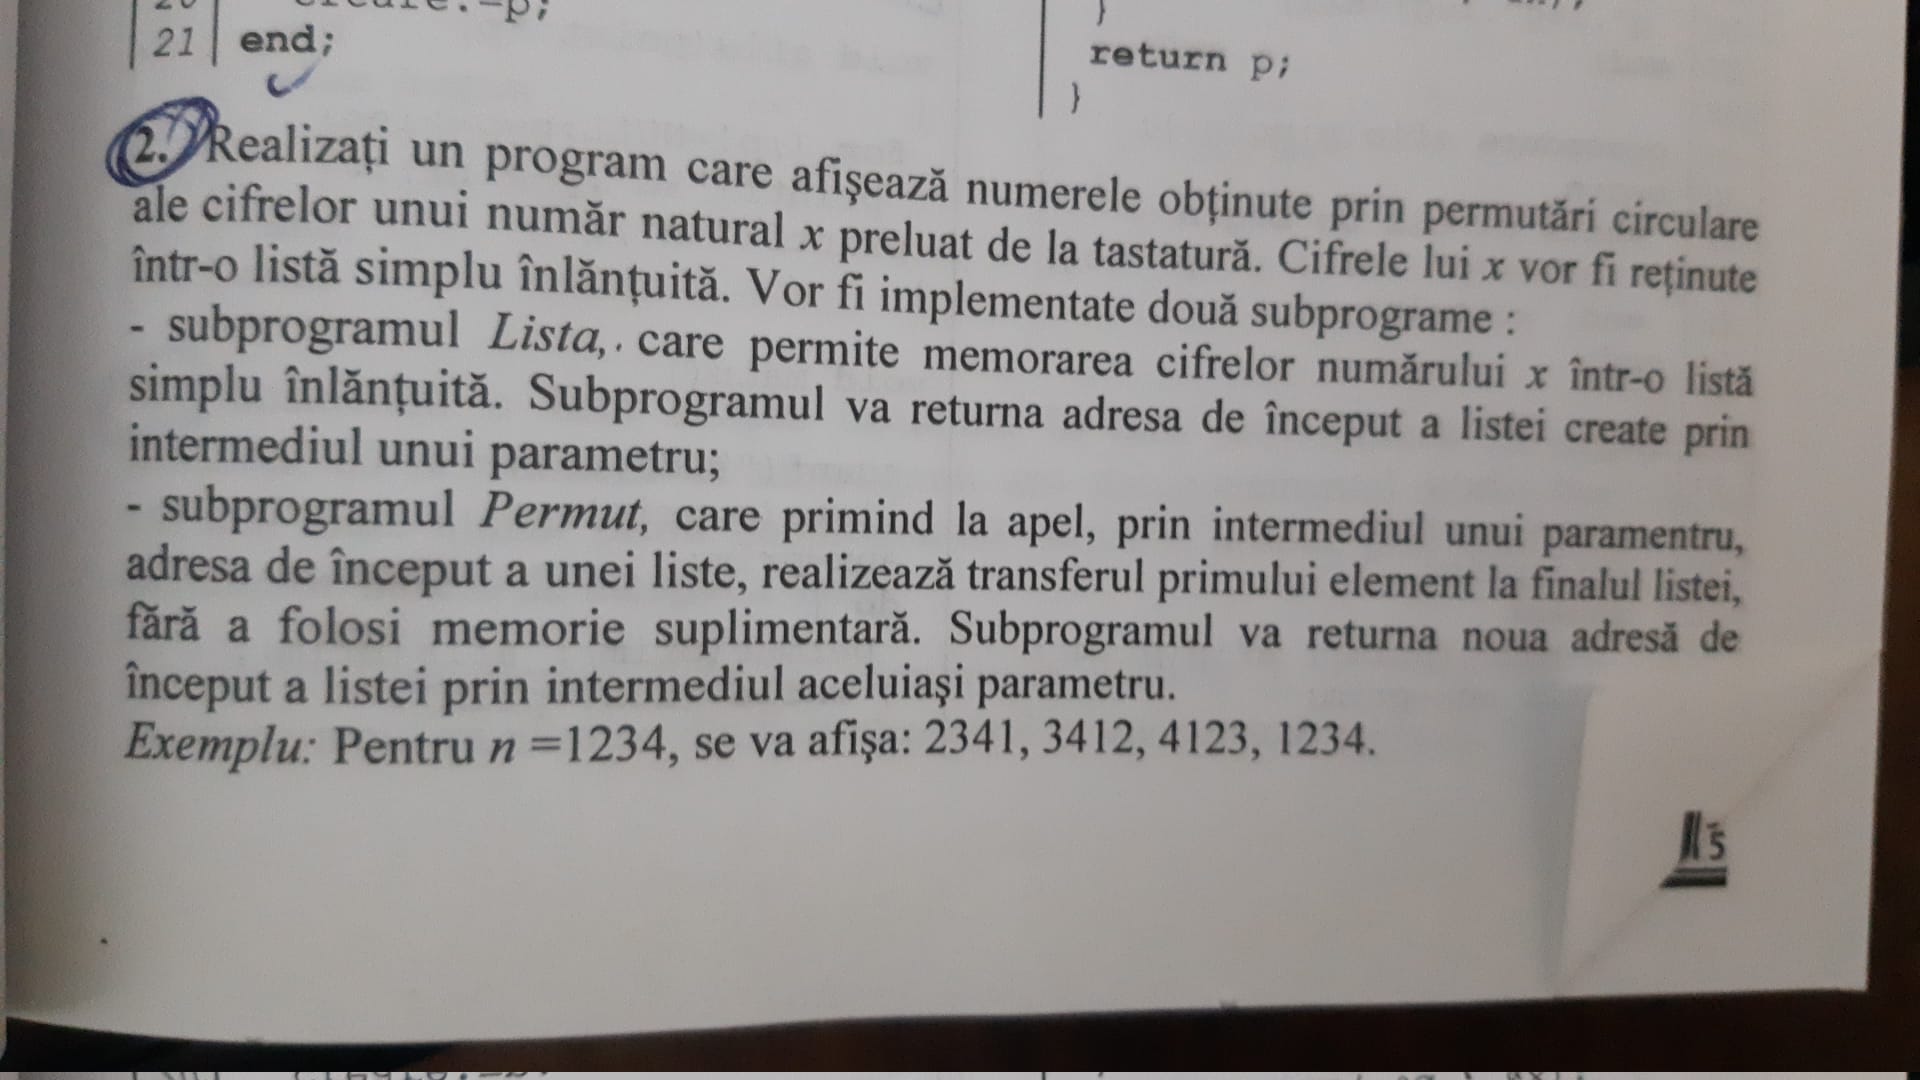 21 end;
return p;
}
2. Realizați un program care afişează numerele obținute prin permutări circulare
ale cifrelor unui număr natural x preluat de la tastatură. Cifrele lui x vor fi reținute
într-o listă simplu înlănțuită. Vor fi implementate două subprograme :
- subprogramul Lista, care permite memorarea cifrelor numărului x într-o listă
simplu înlănțuită. Subprogramul va returna adresa de început a listei create prin
intermediul unui parametru;
- subprogramul Permut, care primind la apel, prin intermediul unui paramentru,
adresa de început a unei liste, realizează transferul primului element la finalul listei,
fără a folosi memorie suplimentară. Subprogramul va returna noua adresă de
început a listei prin intermediul aceluiaşi parametru.
Exemplu: Pentru n =1234, se va afişa: 2341, 3412, 4123, 1234.